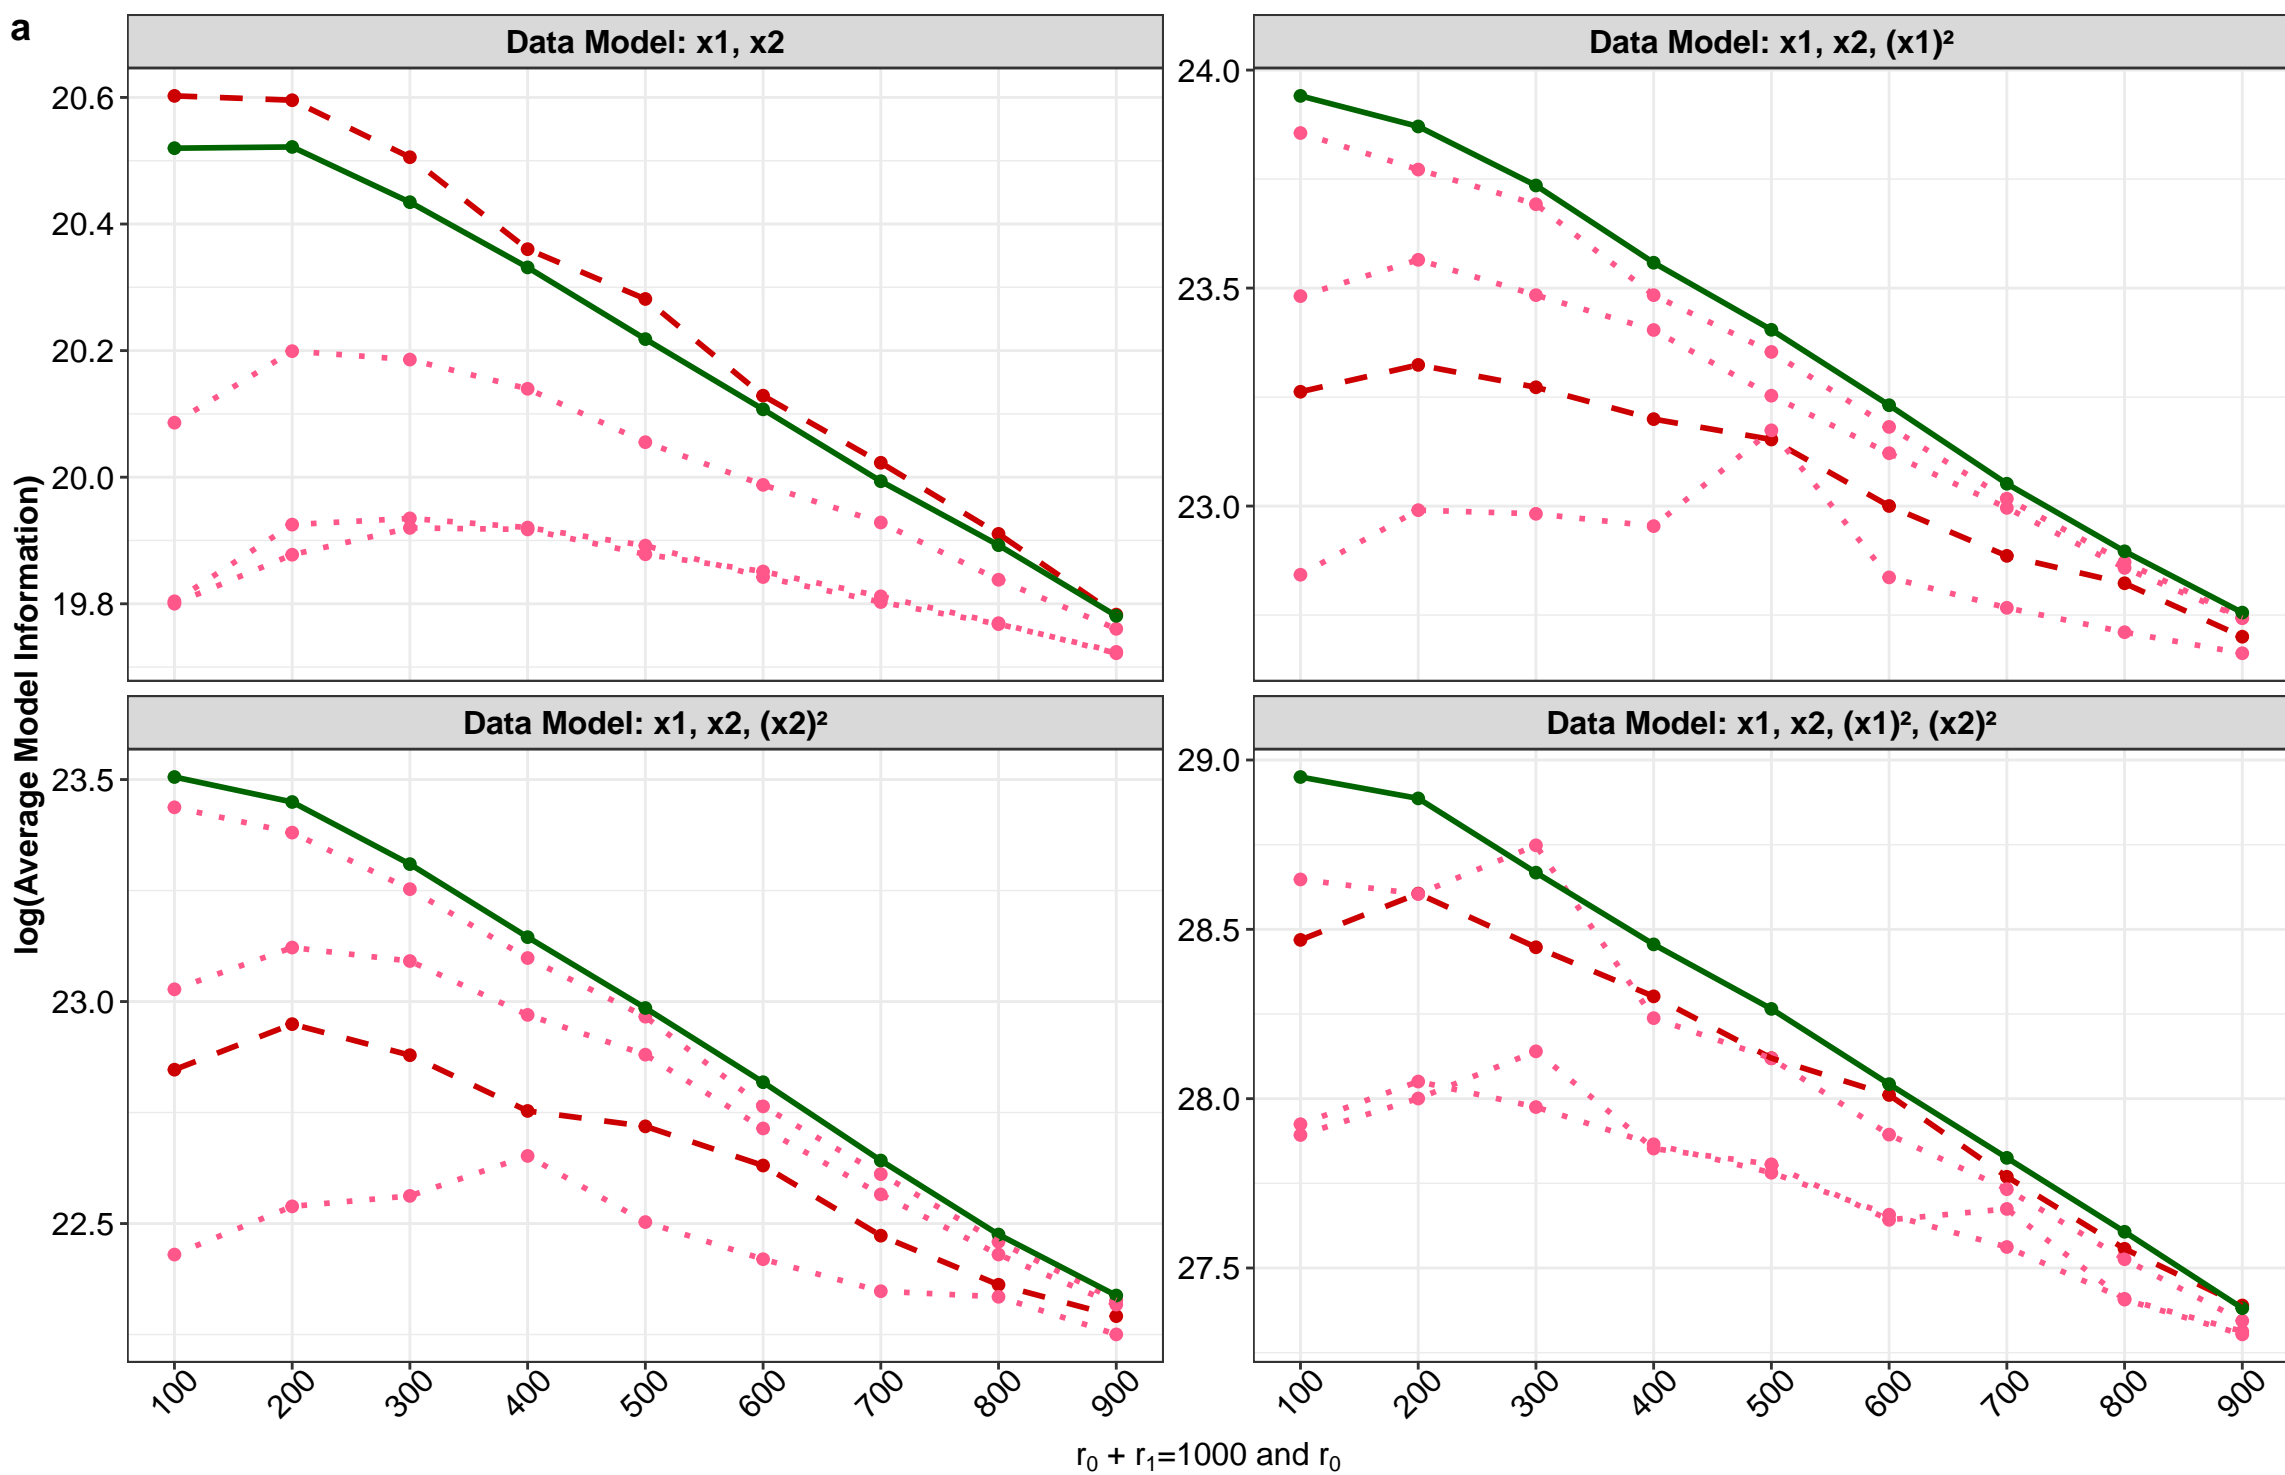 a
Data Model: x1, x2
Data Model: x1, x2, (x1)²
20.6
20.4
20.2
20.0
19.8
24.0
23.5
23.0
log(Average Model Information)
Data Model: x1, x2, (x2)²
Data Model: x1, x2, (x1)², (x2)²
23.5
23.0
22.5
29.0
28.5
28.0
27.5
100 200 300 400 500 600 700 800 900
100 200 300 400 500 600 700 800 900
r₀ + r₁=1000 and r₀